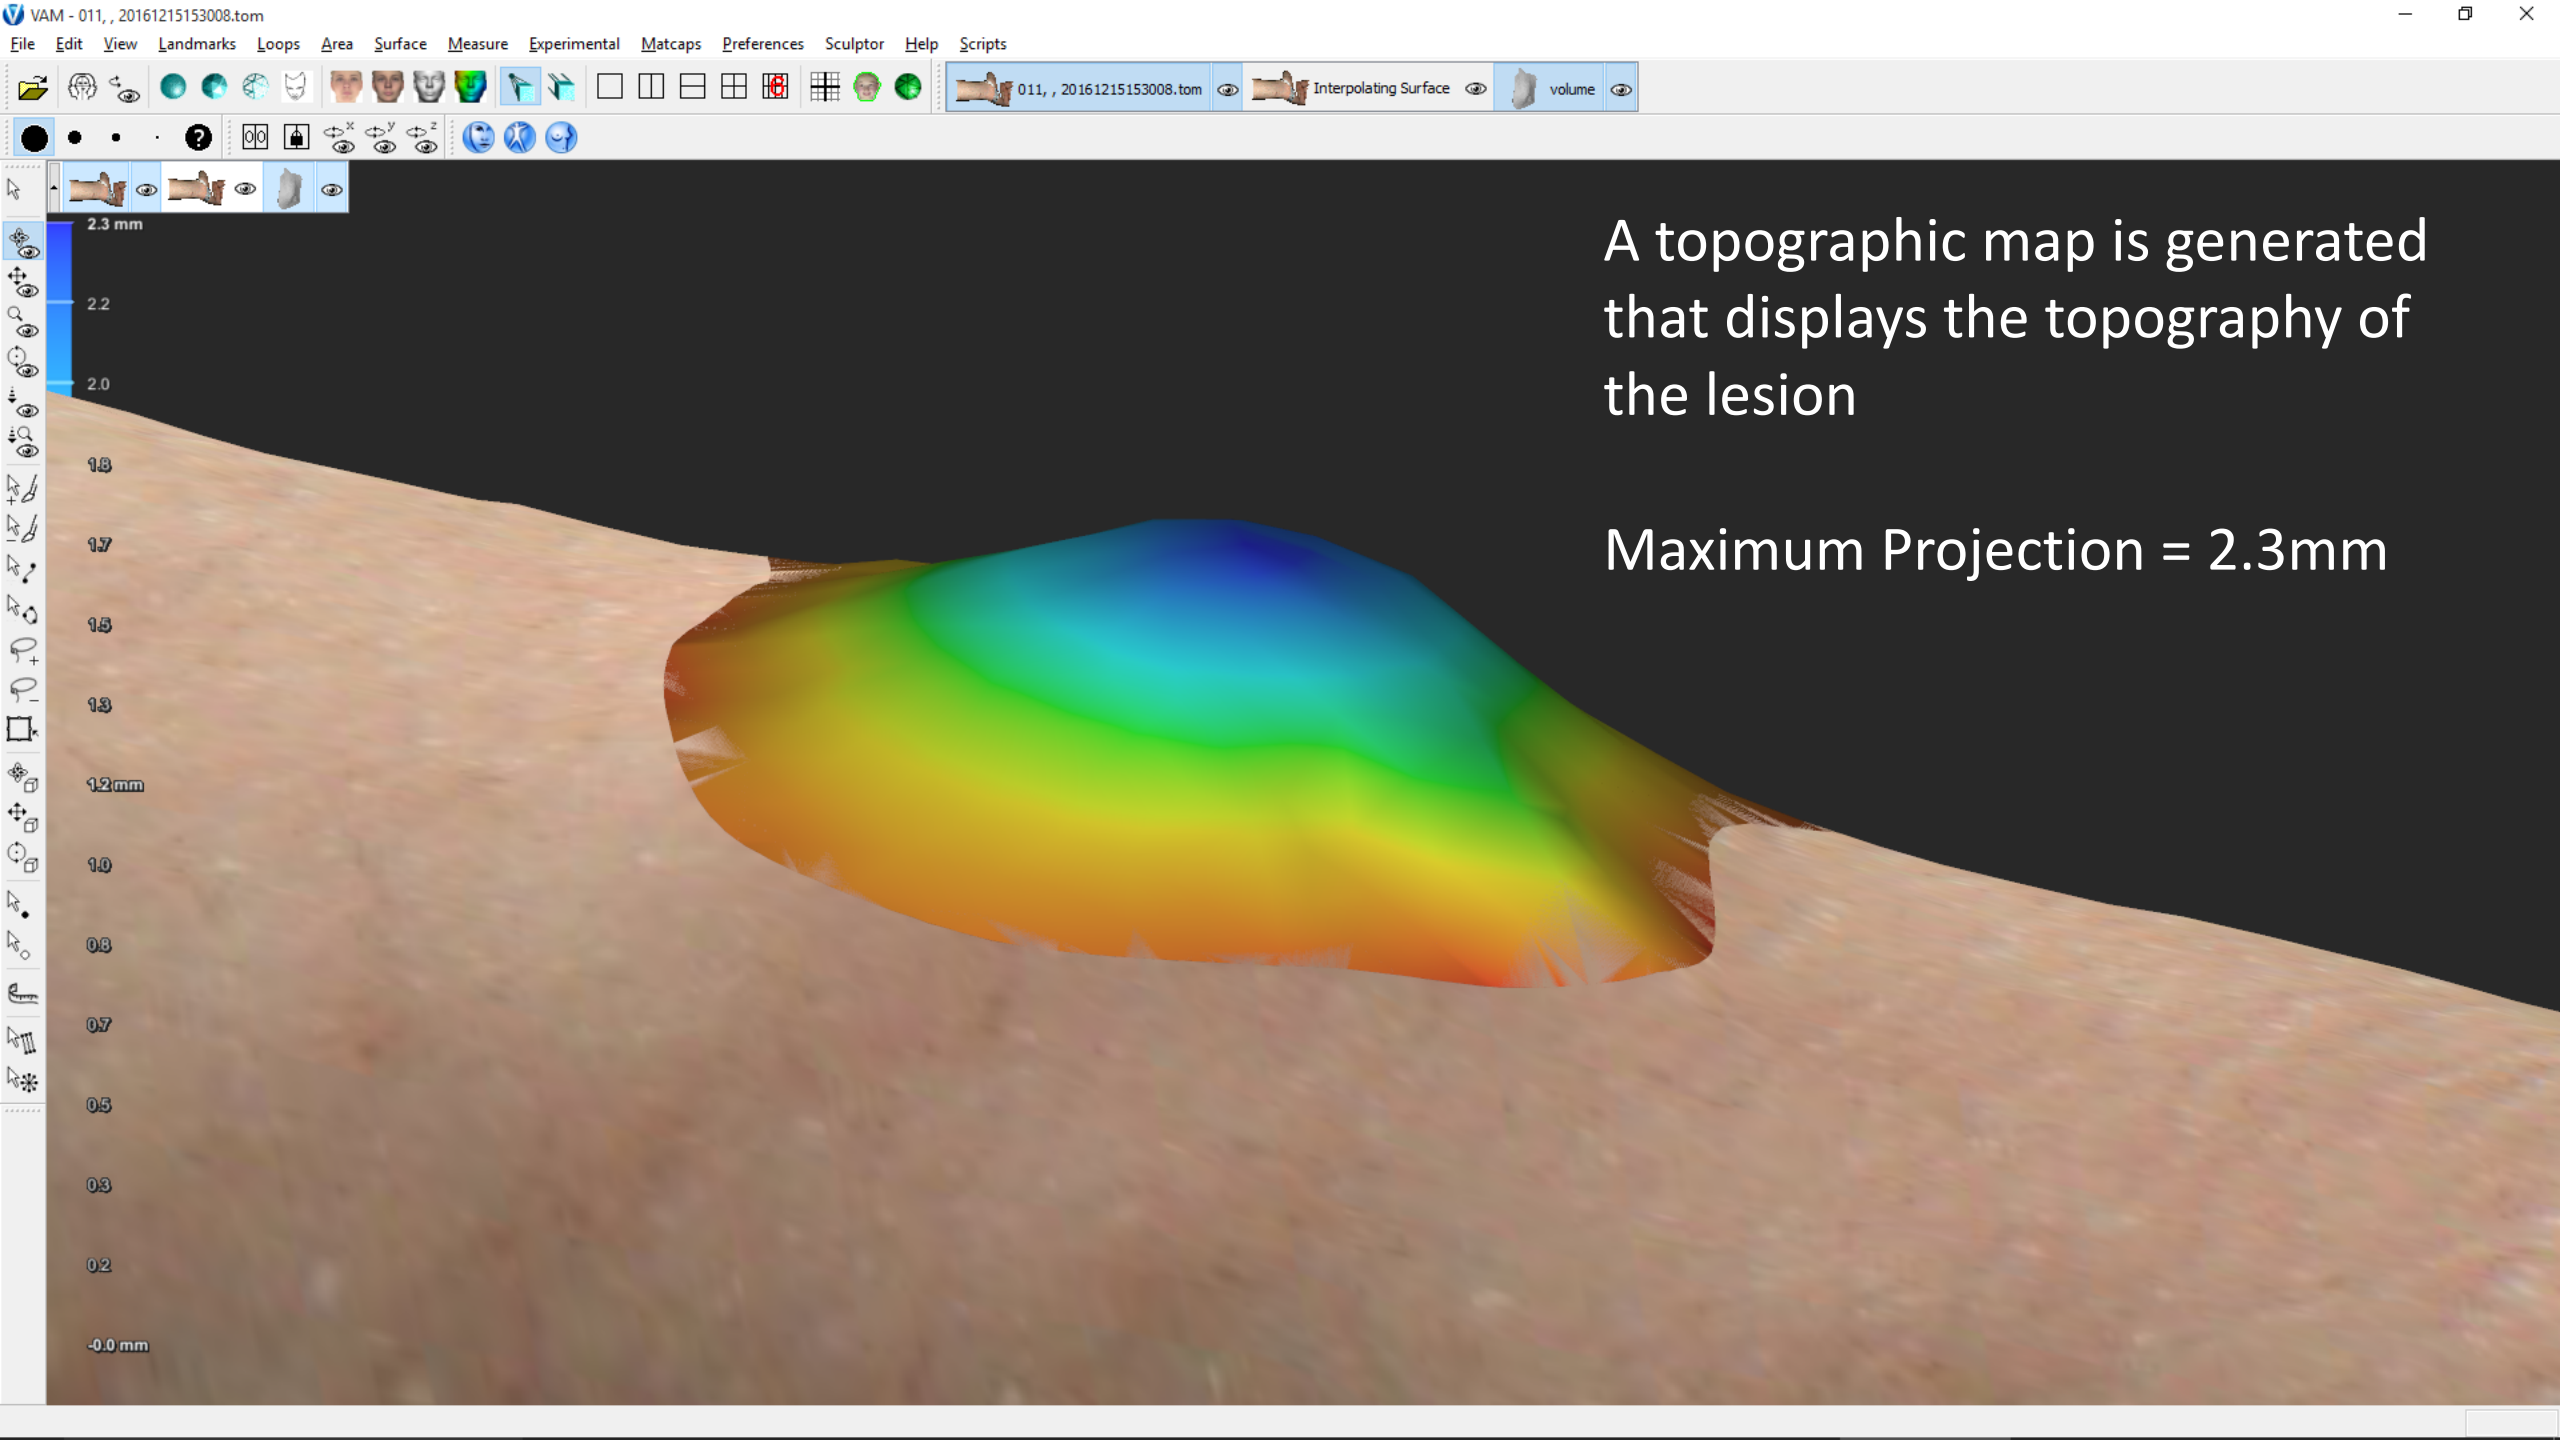 VAM - 011, , 20161215153008.tom
File Edit View Landmarks Loops Area Surface Measure Experimental Matcaps Preferences Sculptor Help Scripts
011, , 20161215153008.tom Interpolating Surface volume
2.3 mm
2.2
2.0
1.8
1.7
1.5
1.3
1.2 mm
1.0
0.8
0.7
0.5
0.3
0.2
-0.0 mm
A topographic map is generated
that displays the topography of
the lesion
Maximum Projection = 2.3mm